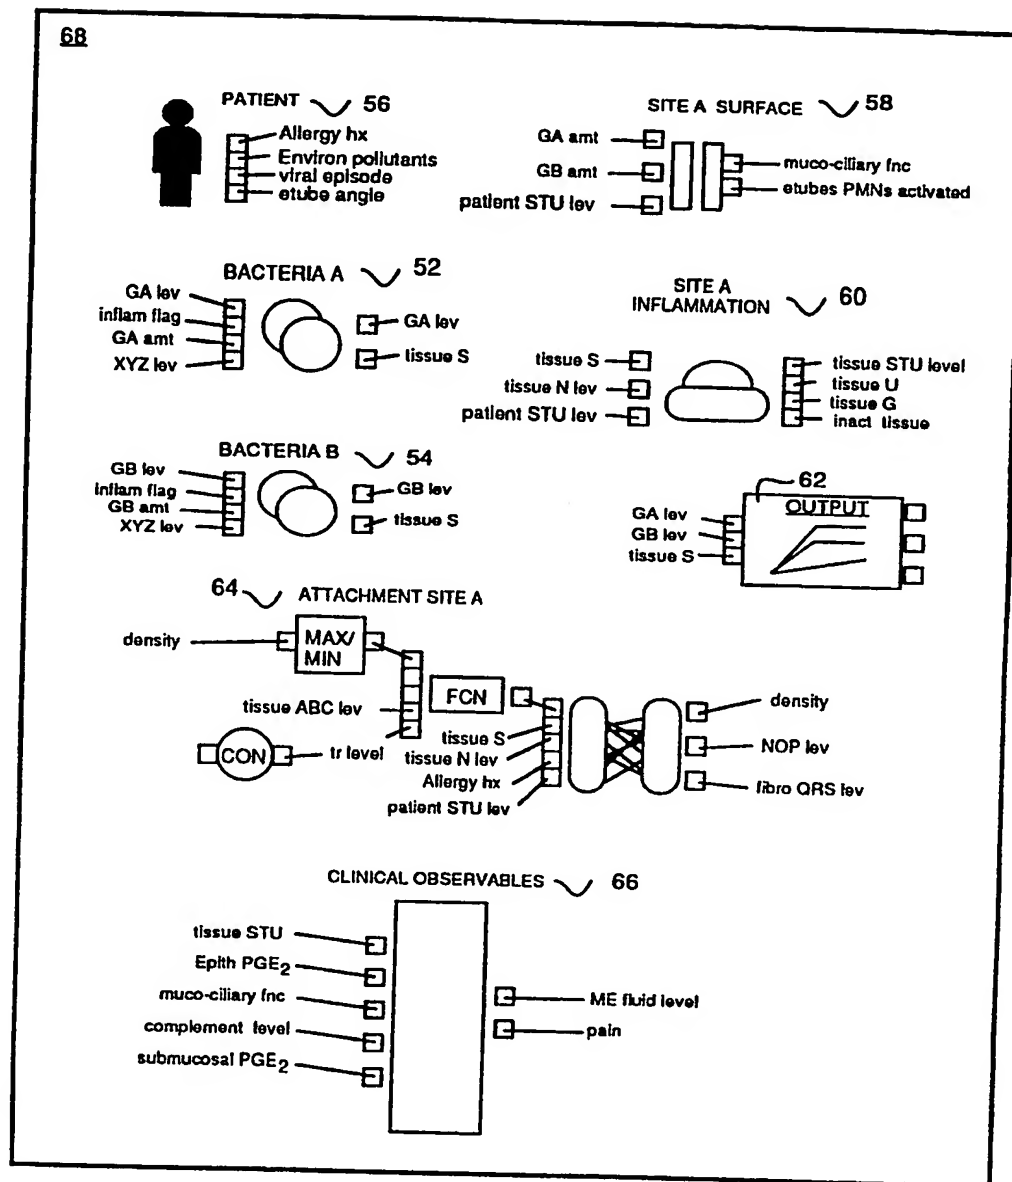 68
PATIENT 56
Allergy hx
Environ pollutants
viral episode
etube angle
SITE A SURFACE 58
GA amt
GB amt
patient STU lev
muco-ciliary fnc
etubes PMNs activated
BACTERIA A 52
GA lev
inflam flag
GA amt
XYZ lev
GA lev
tissue S
SITE A
INFLAMMATION 60
tissue S
tissue N lev
patient STU lev
tissue STU level
tissue U
tissue G
inact tissue
BACTERIA B 54
GB lev
inflam flag
GB amt
XYZ lev
GB lev
tissue S
62
OUTPUT
GA lev
GB lev
tissue S
64 ATTACHMENT SITE A
density
MAX/
MIN
tissue ABC lev
CON
tr level
FCN
tissue S
tissue N lev
Allergy hx
patient STU lev
density
NOP lev
fibro QRS lev
CLINICAL OBSERVABLES 66
tissue STU
Epith PGE2
muco-ciliary fnc
complement level
submucosal PGE2
ME fluid level
pain